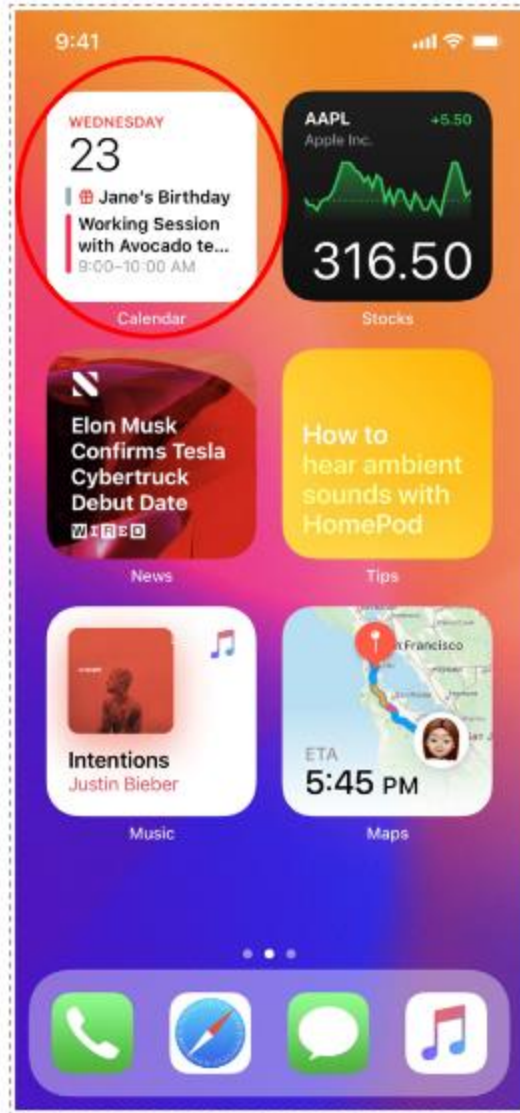 9:41
WEDNESDAY
23
Jane's Birthday
Working Session
with Avocado te...
9:00–10:00 AM
Calendar
AAPL +5.50
Apple Inc.
316.50
Stocks
Elon Musk
Confirms Tesla
Cybertruck
Debut Date
WIRED
News
How to
hear ambient
sounds with
HomePod
Tips
Intentions
Justin Bieber
Music
n Francisco
ETA
5:45 PM
Maps